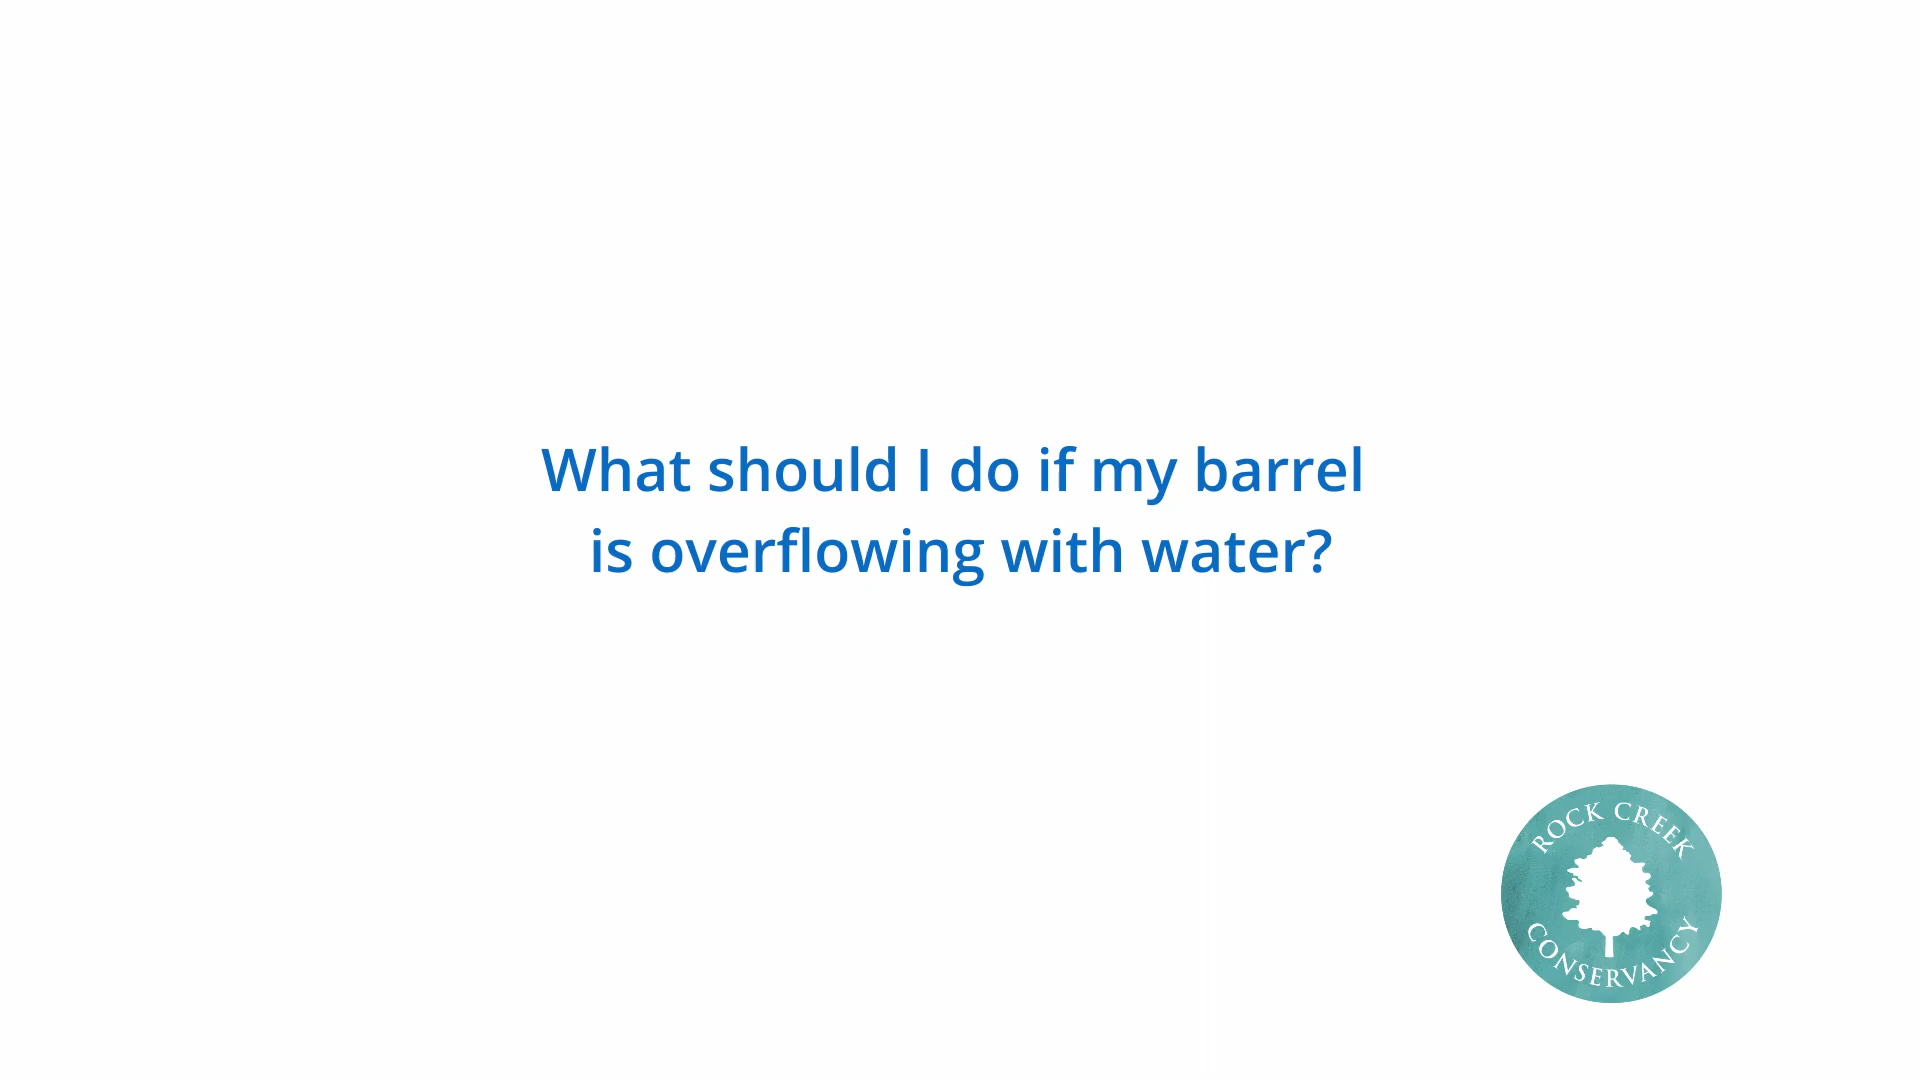 What should I do if my barrel
is overflowing with water?
ROCK CREEK
CONSERVANCY